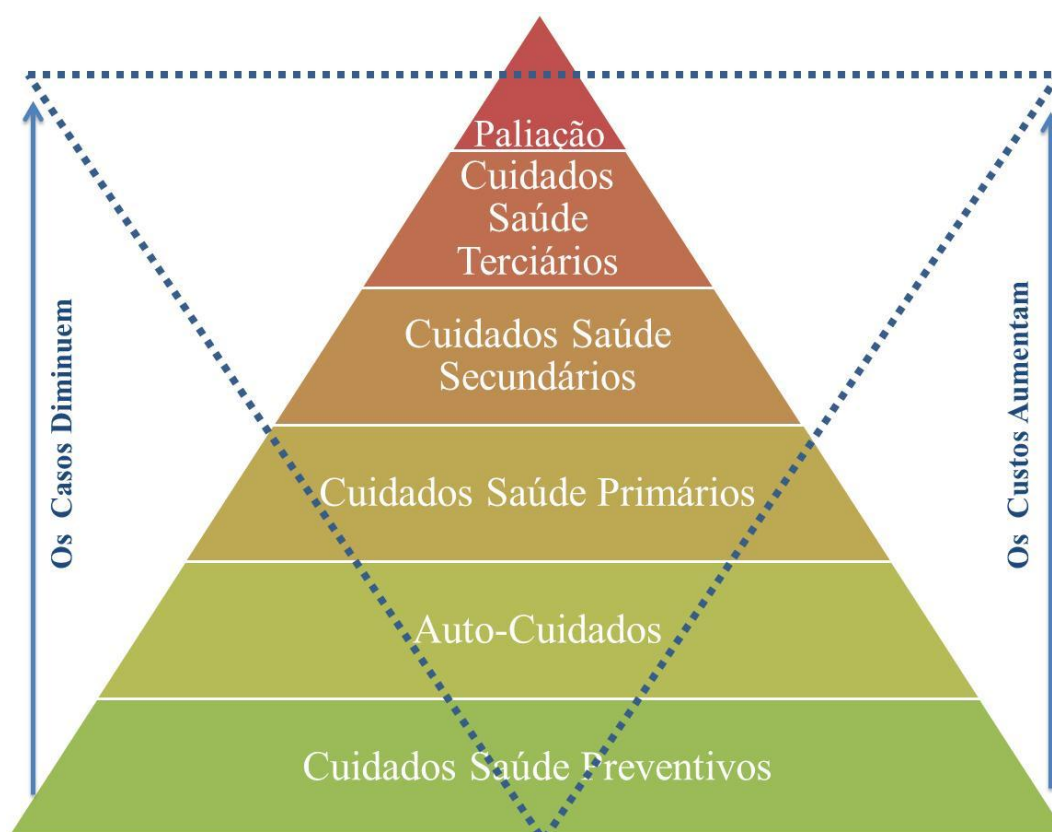 Paliação
Cuidados
Saúde
Terciários
Cuidados Saúde
Secundários
Cuidados Saúde Primários
Auto-Cuidados
Cuidados Saúde Preventivos
Os Casos Diminuem
Os Custos Aumentam